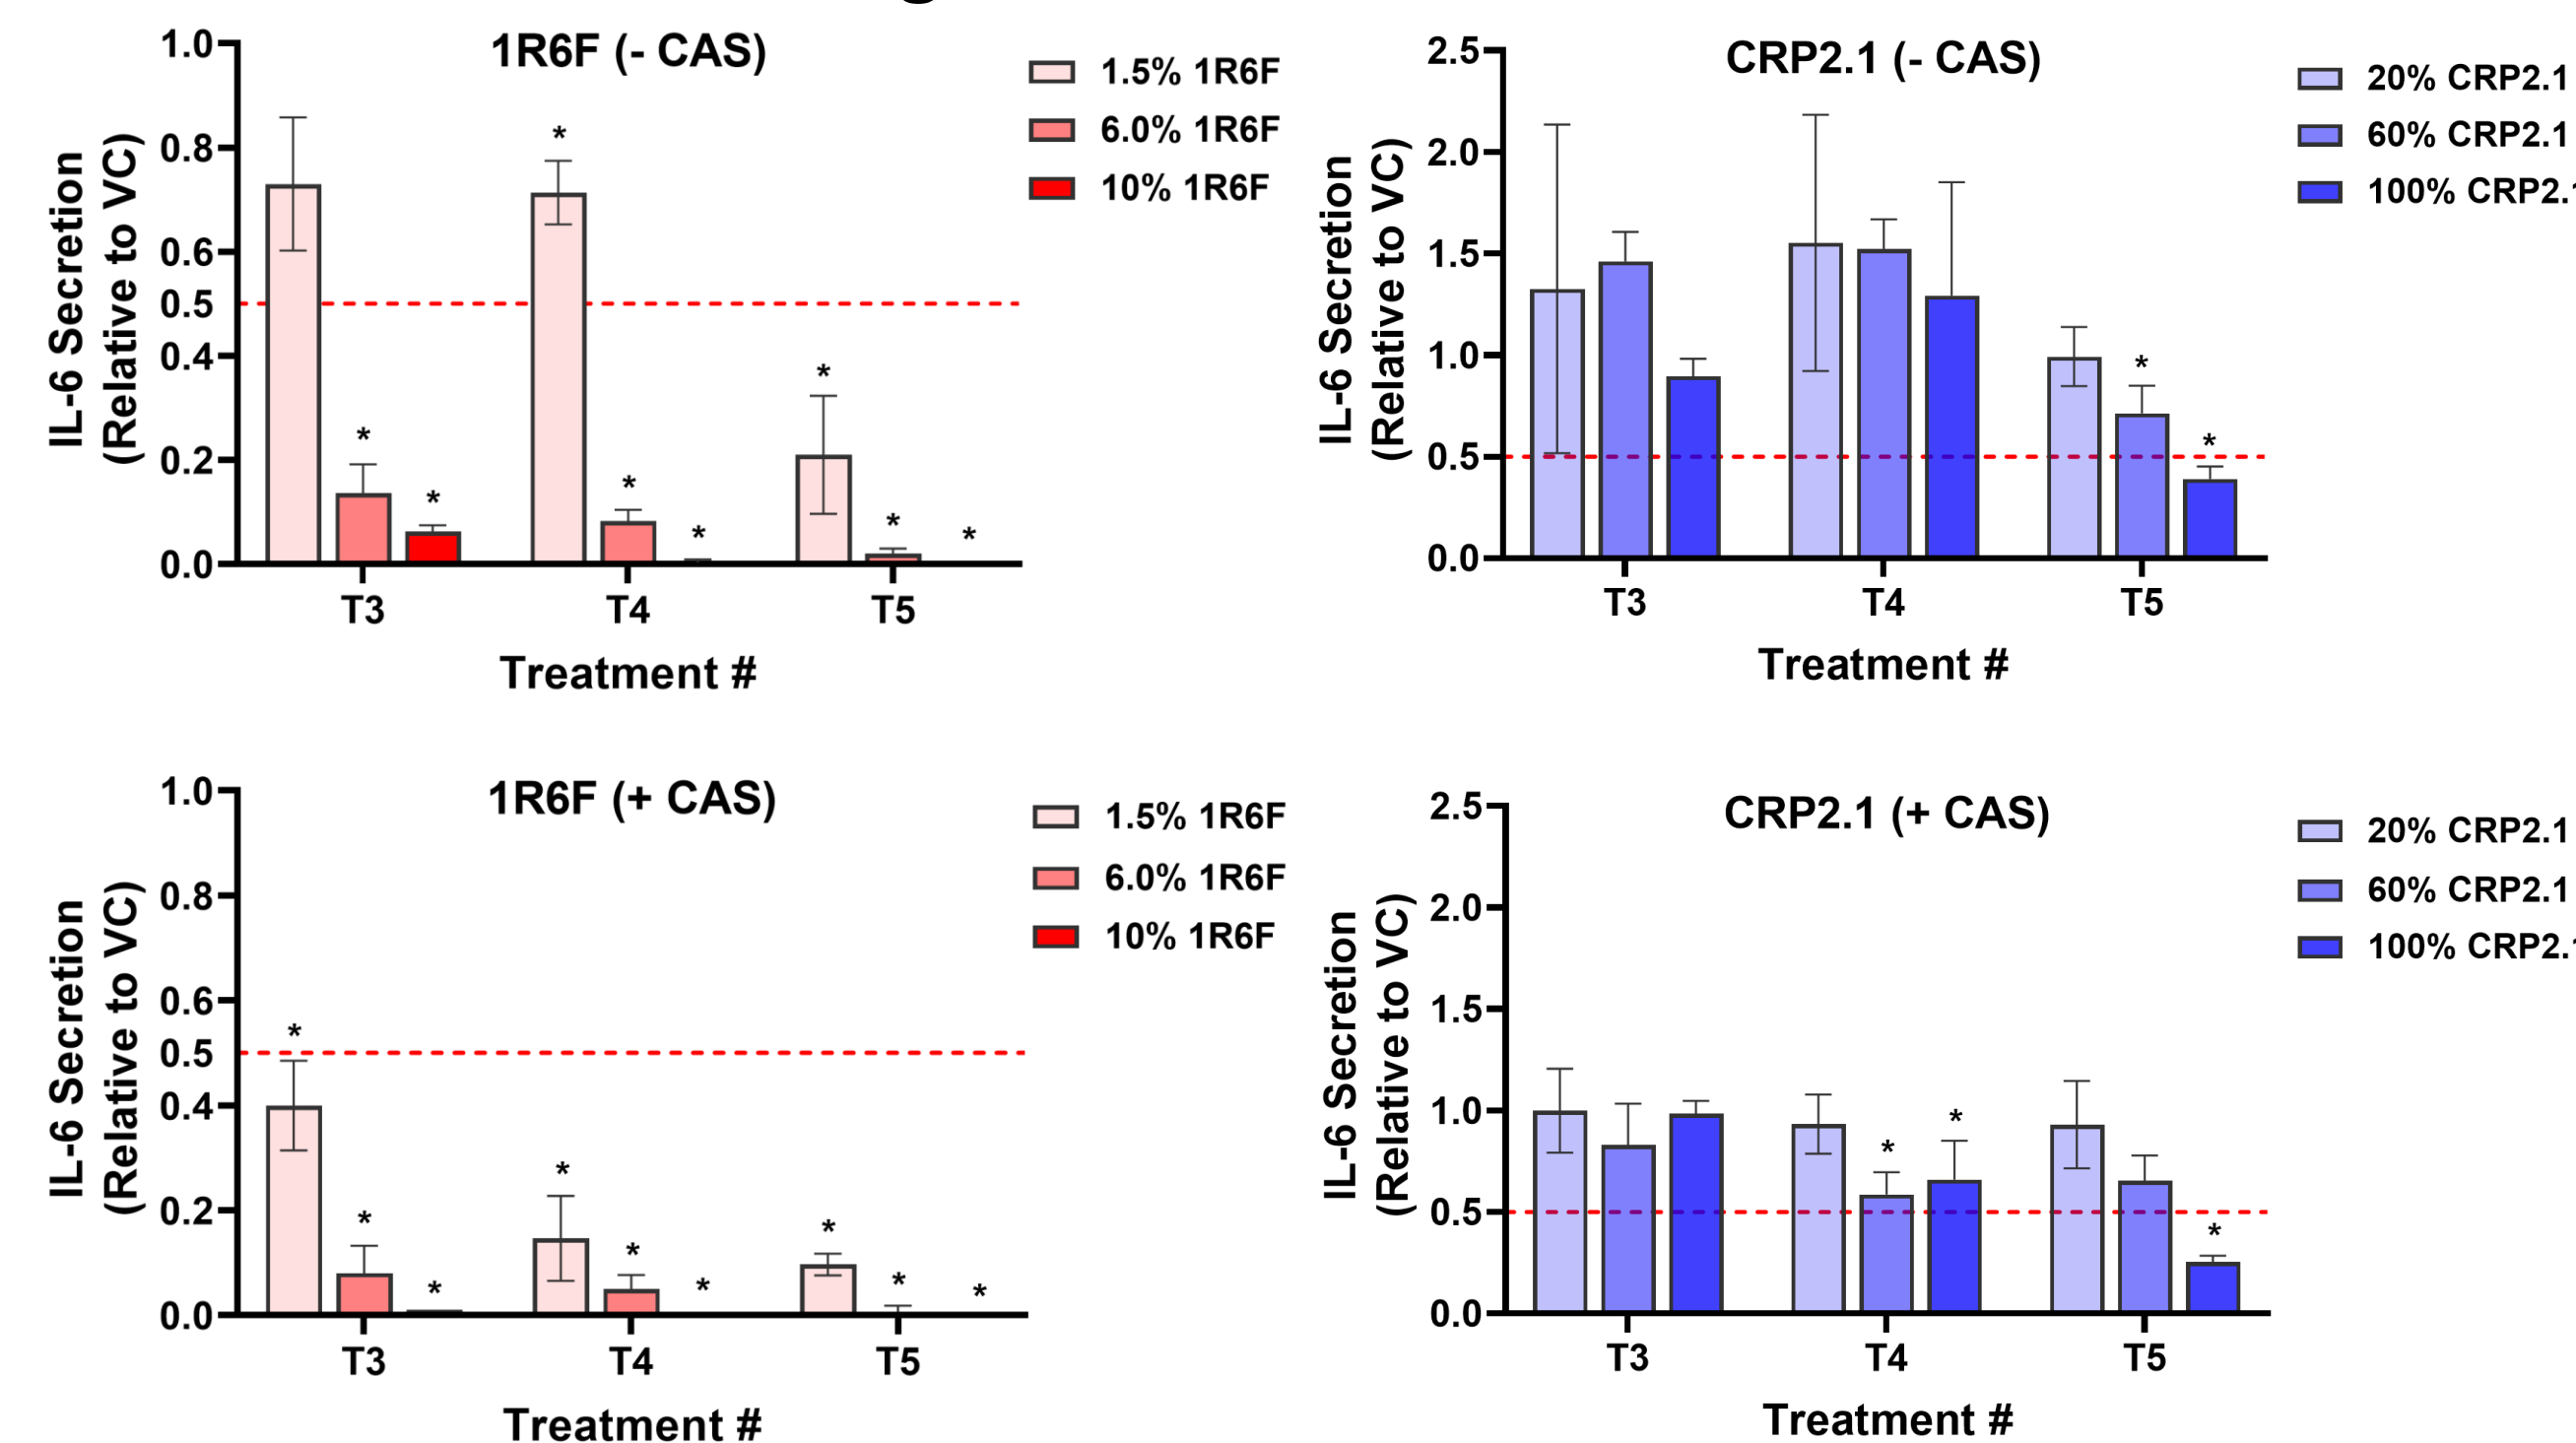 1R6F (- CAS)
IL-6 Secretion
(Relative to VC)
1.0
0.8
0.6
0.5
0.4
0.2
0.0
*
*
*
*
*
*
*
*
T3
T4
T5
Treatment #
1.5% 1R6F
6.0% 1R6F
10% 1R6F
CRP2.1 (- CAS)
IL-6 Secretion
(Relative to VC)
2.5
2.0
1.5
1.0
0.5
0.0
*
*
T3
T4
T5
Treatment #
20% CRP2.1
60% CRP2.1
100% CRP2.1
1R6F (+ CAS)
IL-6 Secretion
(Relative to VC)
1.0
0.8
0.6
0.5
0.4
0.2
0.0
*
*
*
*
*
*
*
*
*
T3
T4
T5
Treatment #
1.5% 1R6F
6.0% 1R6F
10% 1R6F
CRP2.1 (+ CAS)
IL-6 Secretion
(Relative to VC)
2.5
2.0
1.5
1.0
0.5
0.0
*
*
*
T3
T4
T5
Treatment #
20% CRP2.1
60% CRP2.1
100% CRP2.1